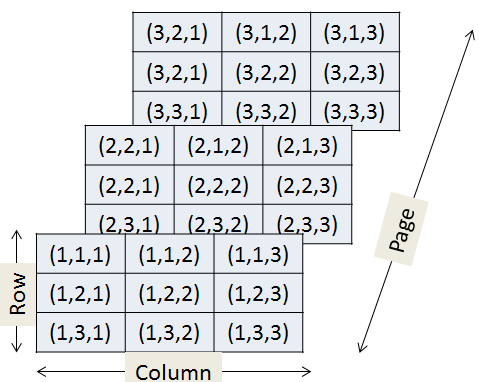 (3,2,1) (3,1,2) (3,1,3)
(3,2,1) (3,2,2) (3,2,3)
(3,3,1) (3,3,2) (3,3,3)
(2,2,1) (2,1,2) (2,1,3)
(2,2,1) (2,2,2) (2,2,3)
(2,3,1) (2,3,2) (2,3,3)
(1,1,1) (1,1,2) (1,1,3)
(1,2,1) (1,2,2) (1,2,3)
(1,3,1) (1,3,2) (1,3,3)
Row
Column
Page